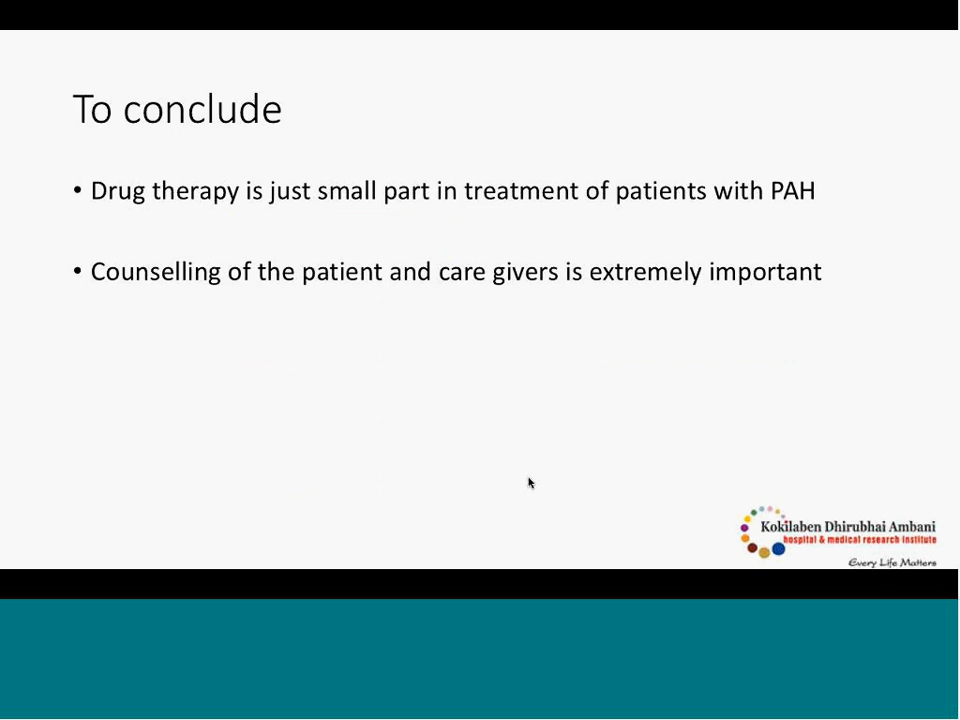 To conclude
• Drug therapy is just small part in treatment of patients with PAH
• Counselling of the patient and care givers is extremely important
Kokilaben Dhirubhai Ambani
hospital & medical research institute
Every Life Matters